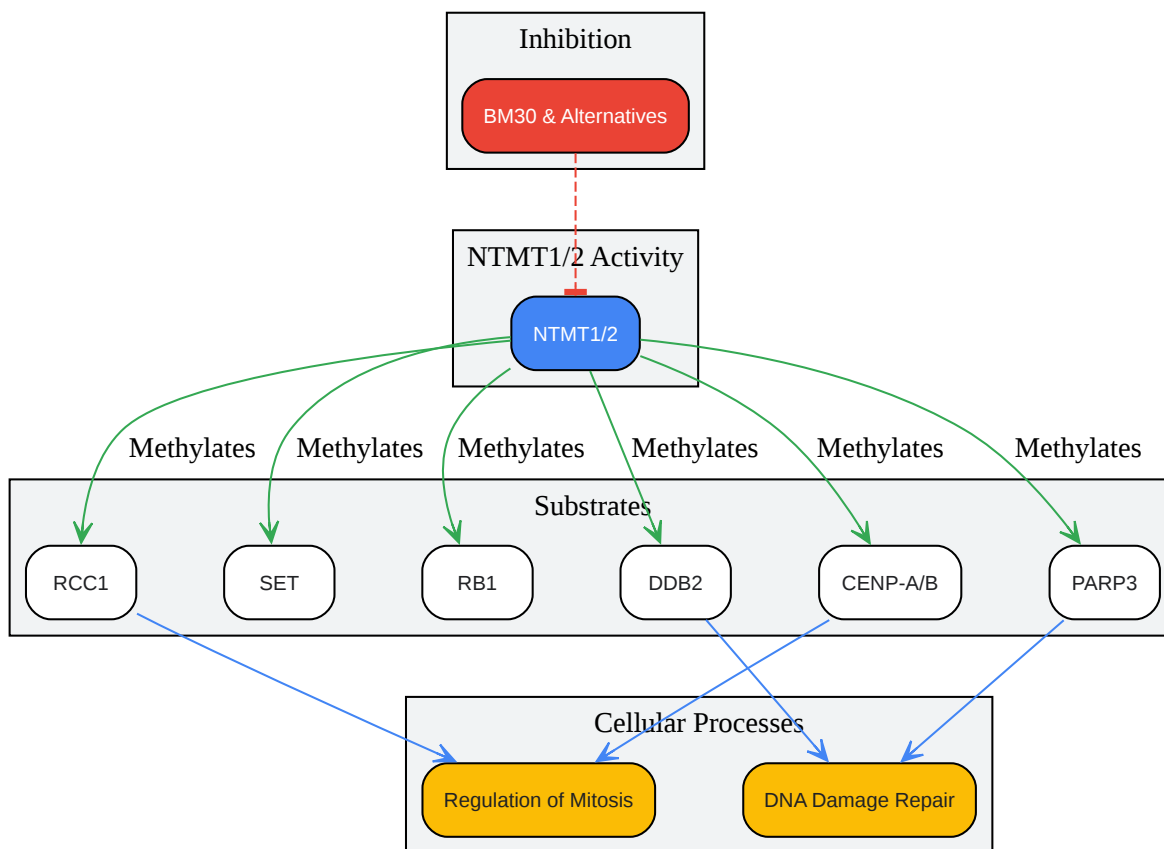 Inhibition
BM30 & Alternatives
NTMT1/2 Activity
NTMT1/2
Methylates
Methylates
Methylates
Methylates
Methylates
Methylates
Substrates
RCC1
SET
RB1
DDB2
CENP-A/B
PARP3
Cellular Processes
Regulation of Mitosis
DNA Damage Repair